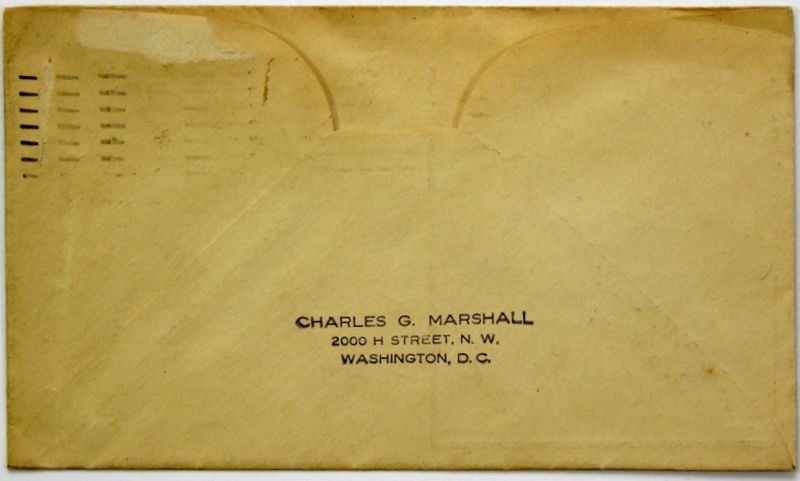 CHARLES G. MARSHALL
2000 H STREET, N. W.
WASHINGTON, D. C.